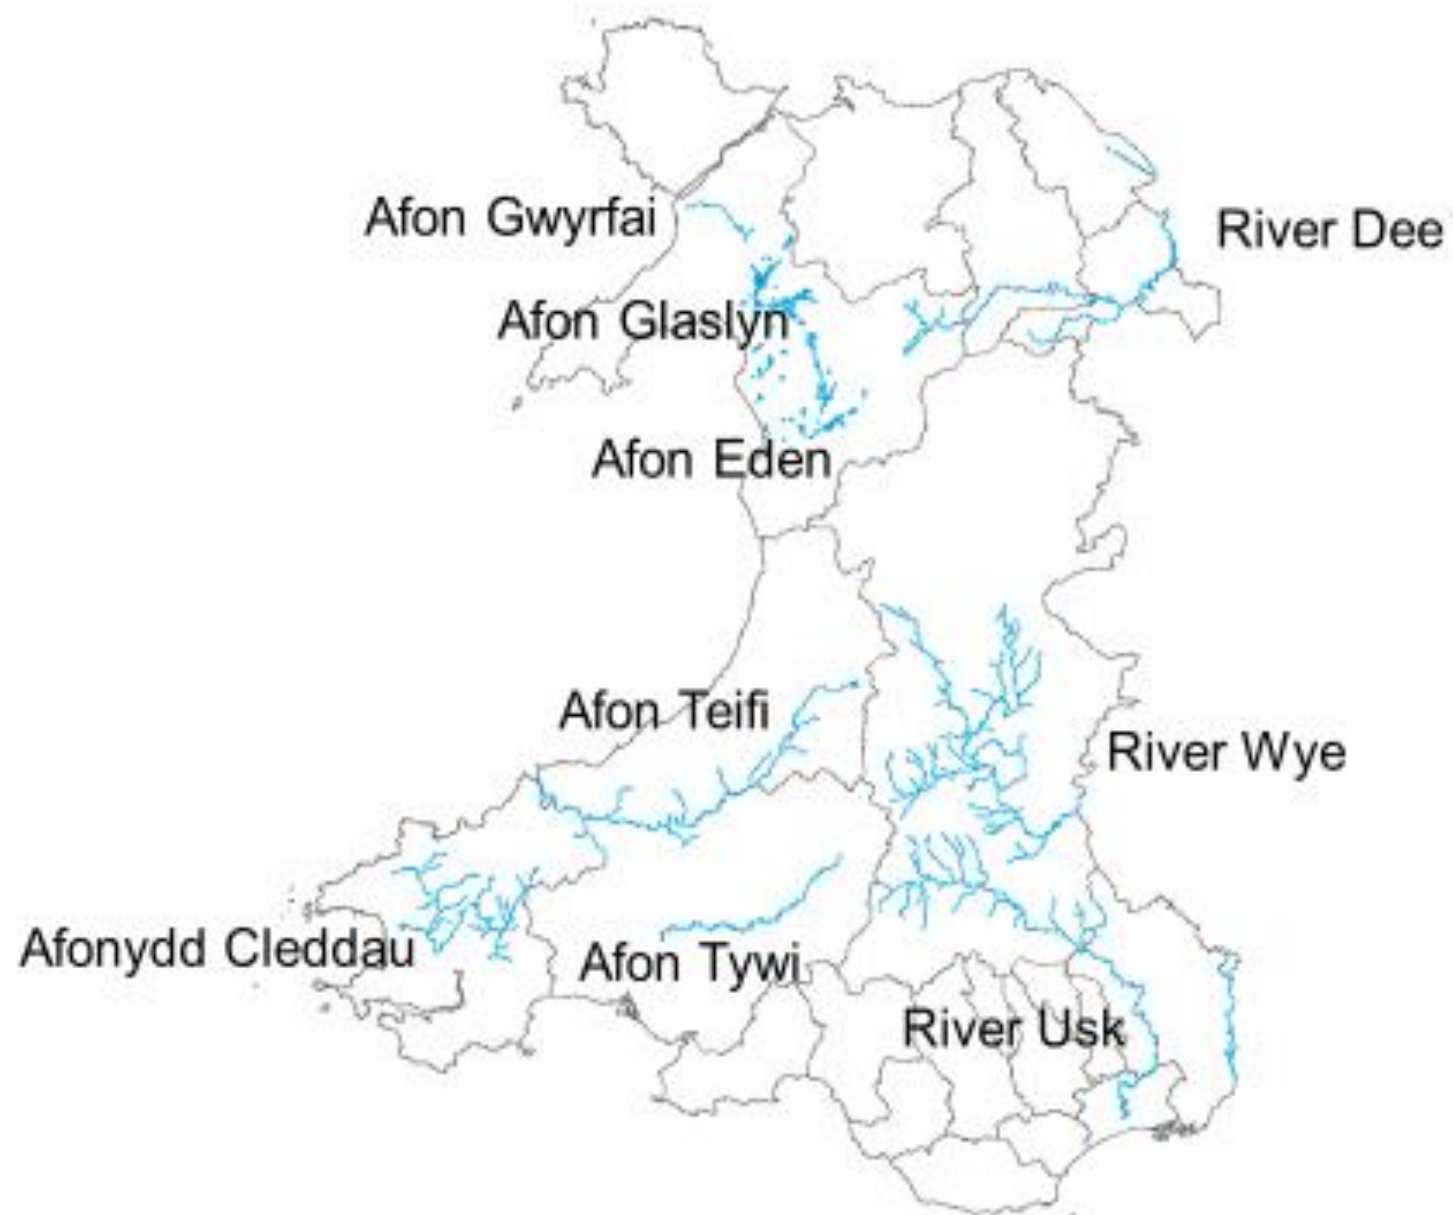 Afon Gwyrfai
River Dee
Afon Glaslyn
Afon Eden
Afon Teifi
River Wye
Afonydd Cleddau
Afon Tywi
River Usk